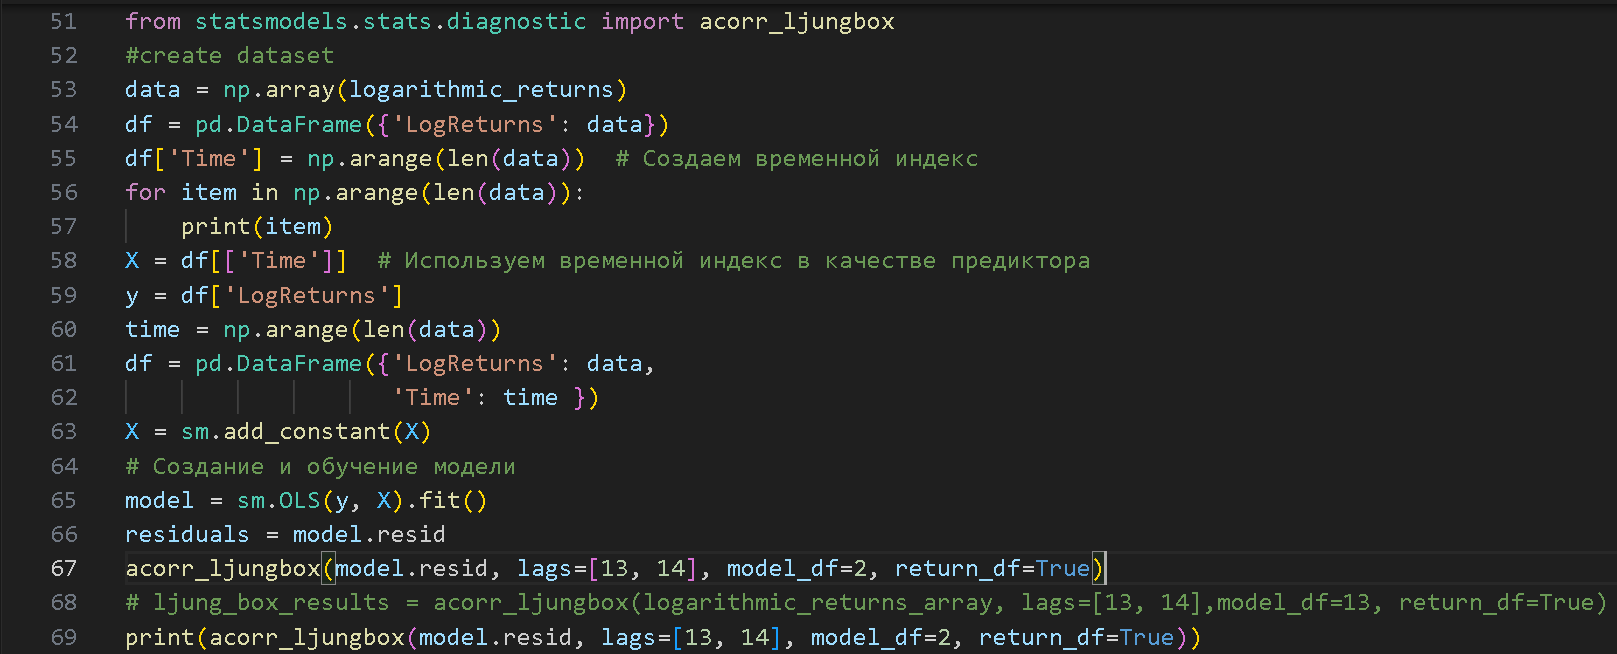 51 from statsmodels.stats.diagnostic import acorr_ljungbox
52 #create dataset
53 data = np.array(logarithmic_returns)
54 df = pd.DataFrame({'LogReturns': data})
55 df['Time'] = np.arange(len(data))  # Создаем временной индекс
56 for item in np.arange(len(data)):
57     print(item)
58 X = df[['Time']]  # Используем временной индекс в качестве предиктора
59 y = df['LogReturns']
60 time = np.arange(len(data))
61 df = pd.DataFrame({'LogReturns': data,
62                    'Time': time })
63 X = sm.add_constant(X)
64 # Создание и обучение модели
65 model = sm.OLS(y, X).fit()
66 residuals = model.resid
67 acorr_ljungbox(model.resid, lags=[13, 14], model_df=2, return_df=True)
68 # ljung_box_results = acorr_ljungbox(logarithmic_returns_array, lags=[13, 14],model_df=13, return_df=True)
69 print(acorr_ljungbox(model.resid, lags=[13, 14], model_df=2, return_df=True))